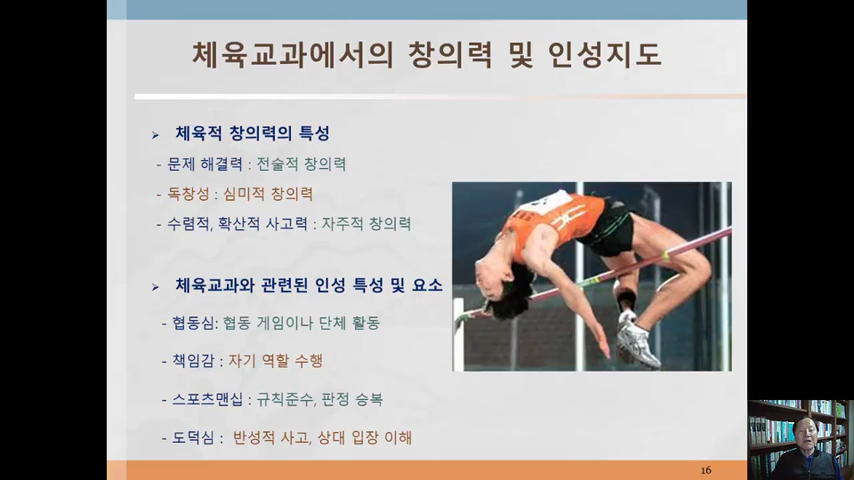 체육교과에서의 창의력 및 인성지도
➢ 체육적 창의력의 특성
- 문제 해결력 : 전술적 창의력
- 독창성 : 심미적 창의력
- 수렴적, 확산적 사고력 : 자주적 창의력
➢ 체육교과와 관련된 인성 특성 및 요소
- 협동심: 협동 게임이나 단체 활동
- 책임감 : 자기 역할 수행
- 스포츠맨십 : 규칙준수, 판정 승복
- 도덕심 : 반성적 사고, 상대 입장 이해
16